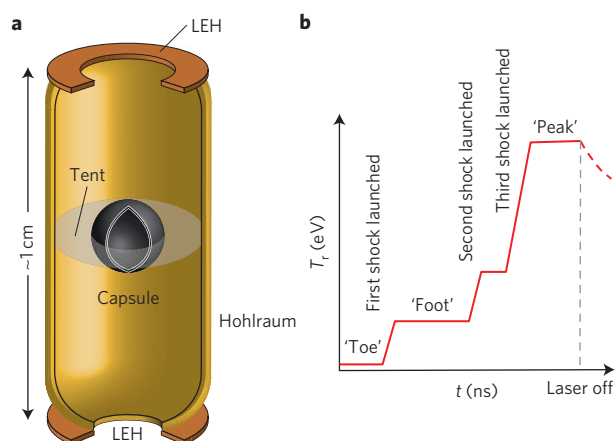 a
LEH
Tent
~1 cm
Capsule
Hohlraum
LEH
b
Tr (eV)
First shock launched
Second shock launched
Third shock launched
'Toe'
'Foot'
'Peak'
t (ns)
Laser off